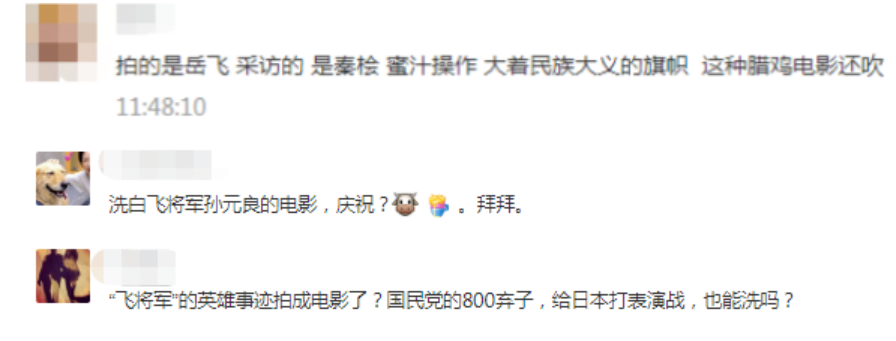 拍的是岳飞 采访的 是秦桧 蜜汁操作 大着民族大义的旗帜 这种腊鸡电影还吹
11:48:10
洗白飞将军孙元良的电影，庆祝？🐮 。拜拜。
“飞将军”的英雄事迹拍成电影了？国民党的800弃子，给日本打表演战，也能洗吗？